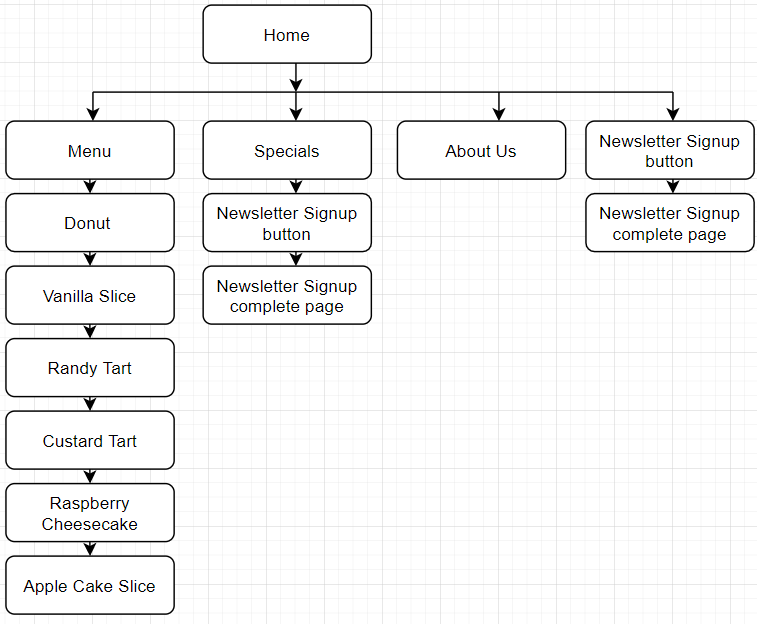 Home
Menu
Specials
About Us
Newsletter Signup
button
Donut
Newsletter Signup
button
Newsletter Signup
complete page
Vanilla Slice
Newsletter Signup
complete page
Randy Tart
Custard Tart
Raspberry
Cheesecake
Apple Cake Slice